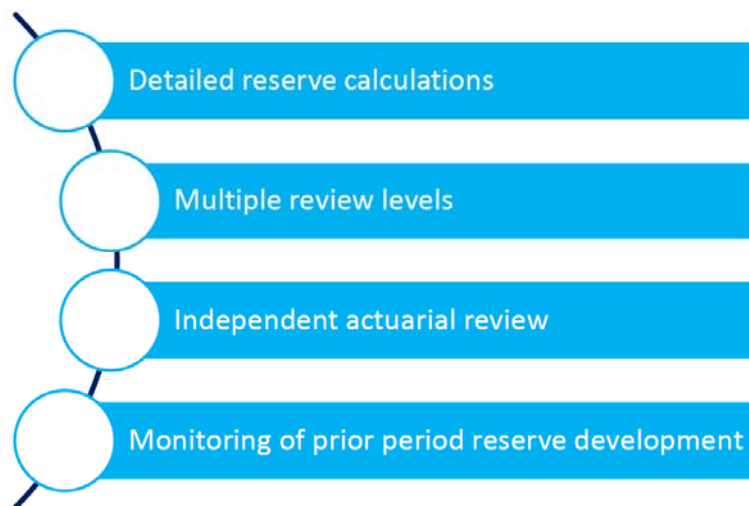 Detailed reserve calculations
Multiple review levels
Independent actuarial review
Monitoring of prior period reserve development